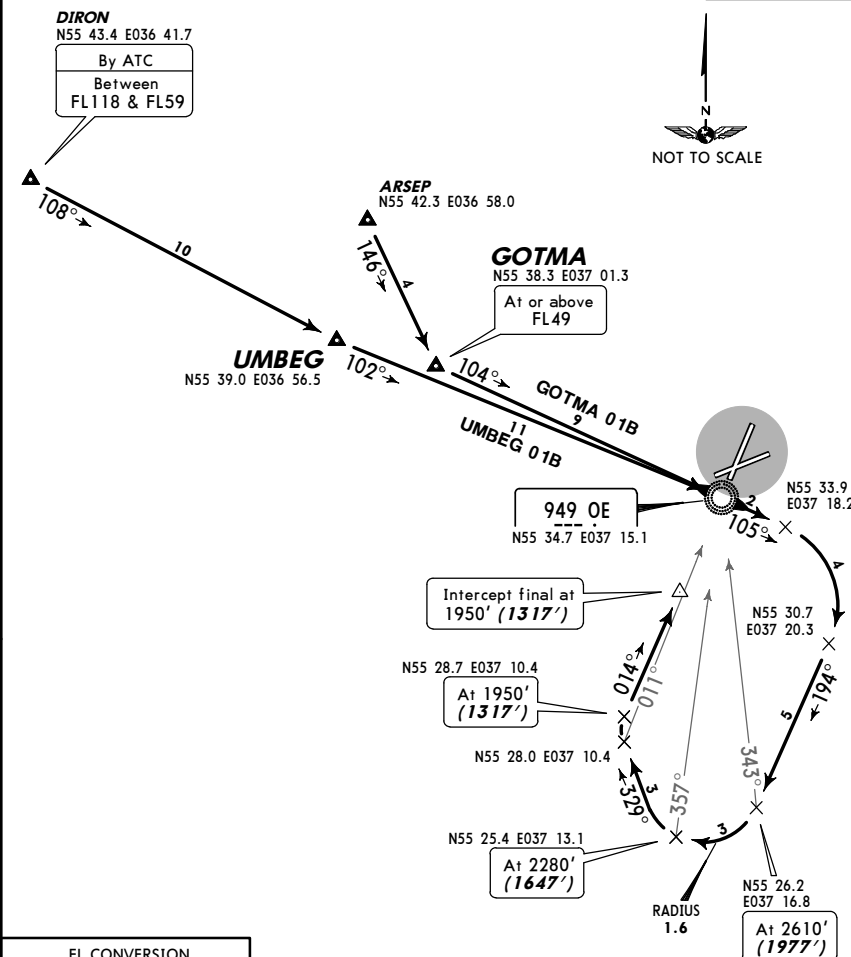 DIRON
N55 43.4 E036 41.7
By ATC
Between
FL118 & FL59
N
NOT TO SCALE
108°
10
ARSEP
N55 42.3 E036 58.0
146°
4
GOTMA
N55 38.3 E037 01.3
At or above
FL49
UMBEG
N55 39.0 E036 56.5
102°
104°
GOTMA 01B
9
11
UMBEG 01B
949 OE
N55 34.7 E037 15.1
2
105°
N55 33.9
E037 18.2
4
Intercept final at
1950' (1317')
N55 30.7
E037 20.3
194°
5
N55 28.7 E037 10.4
At 1950'
(1317')
014°
011°
N55 28.0 E037 10.4
3
329°
357°
343°
3
N55 25.4 E037 13.1
At 2280'
(1647')
RADIUS
1.6
N55 26.2
E037 16.8
At 2610'
(1977')
FL CONVERSION